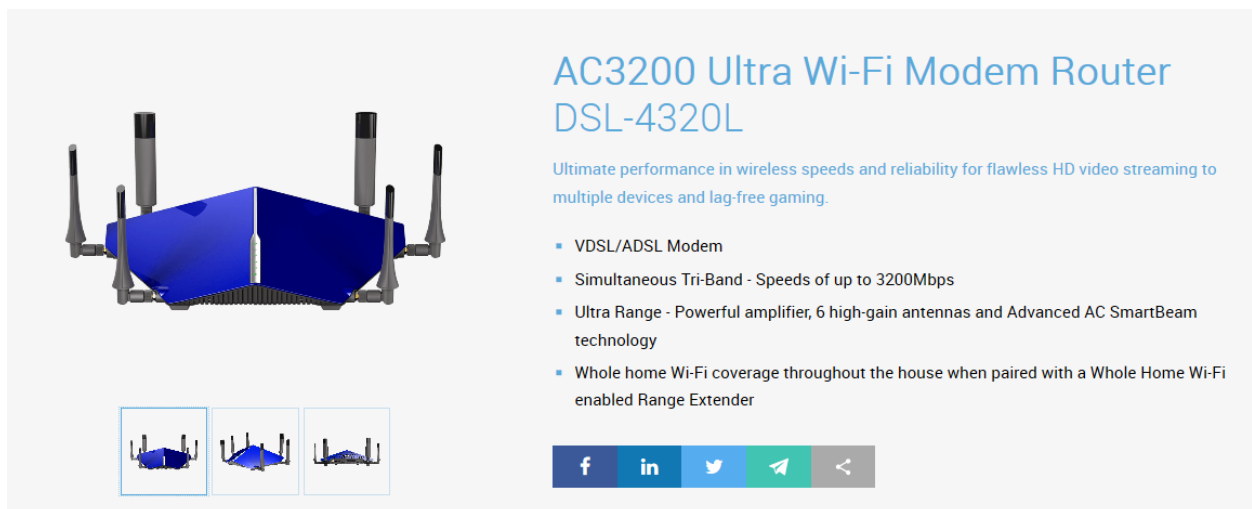 AC3200 Ultra Wi-Fi Modem Router
DSL-4320L
Ultimate performance in wireless speeds and reliability for flawless HD video streaming to
multiple devices and lag-free gaming.
VDSL/ADSL Modem
Simultaneous Tri-Band - Speeds of up to 3200Mbps
Ultra Range - Powerful amplifier, 6 high-gain antennas and Advanced AC SmartBeam
technology
Whole home Wi-Fi coverage throughout the house when paired with a Whole Home Wi-Fi
enabled Range Extender